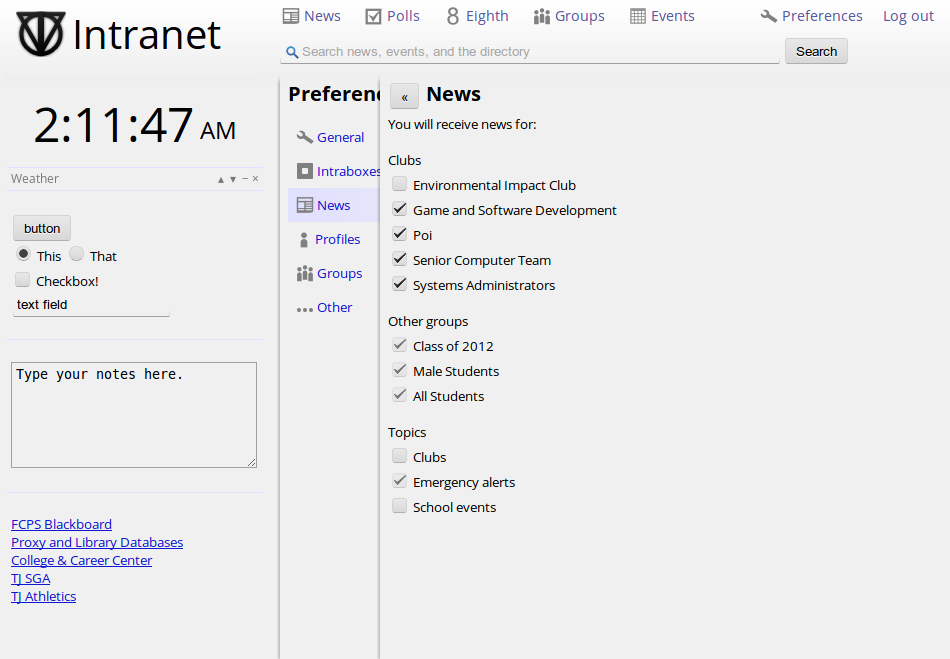 Intranet
News Polls Eighth Groups Events Preferences Log out
Search news, events, and the directory Search
2:11:47 AM
Weather
button
This That
Checkbox!
text field
Type your notes here.
FCPS Blackboard
Proxy and Library Databases
College & Career Center
TJ SGA
TJ Athletics
Preferen
General
Intraboxes
News
Profiles
Groups
Other
« News
You will receive news for:
Clubs
Environmental Impact Club
Game and Software Development
Poi
Senior Computer Team
Systems Administrators
Other groups
Class of 2012
Male Students
All Students
Topics
Clubs
Emergency alerts
School events